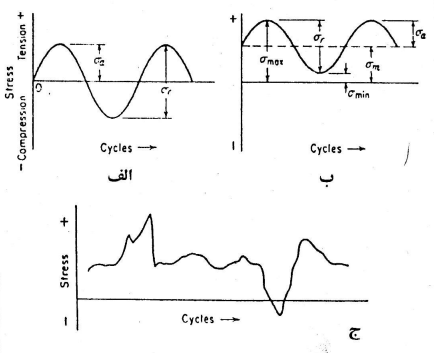 Stress
– Compression Tension +
O
σa
σr
Cycles →
الف
+
–
σmax
σr
σmin
σm
σa
Cycles →
ب
Stress
+
–
Cycles →
ج